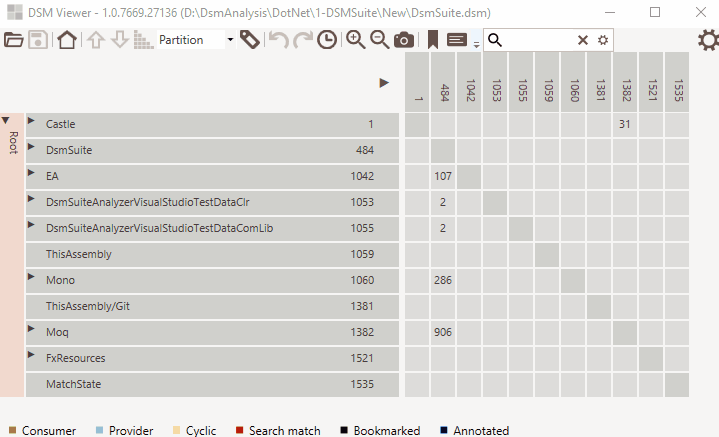 DSM Viewer - 1.0.7669.27136 (D:\DsmAnalysis\DotNet\1-DSMSuite\New\DsmSuite.dsm)
Partition
1 484 1042 1053 1055 1059 1060 1381 1382 1521 1535
Root
Castle 1 31
DsmSuite 484
EA 1042 107
DsmSuiteAnalyzerVisualStudioTestDataClr 1053 2
DsmSuiteAnalyzerVisualStudioTestDataComLib 1055 2
ThisAssembly 1059
Mono 1060 286
ThisAssembly/Git 1381
Moq 1382 906
FxResources 1521
MatchState 1535
Consumer Provider Cyclic Search match Bookmarked Annotated